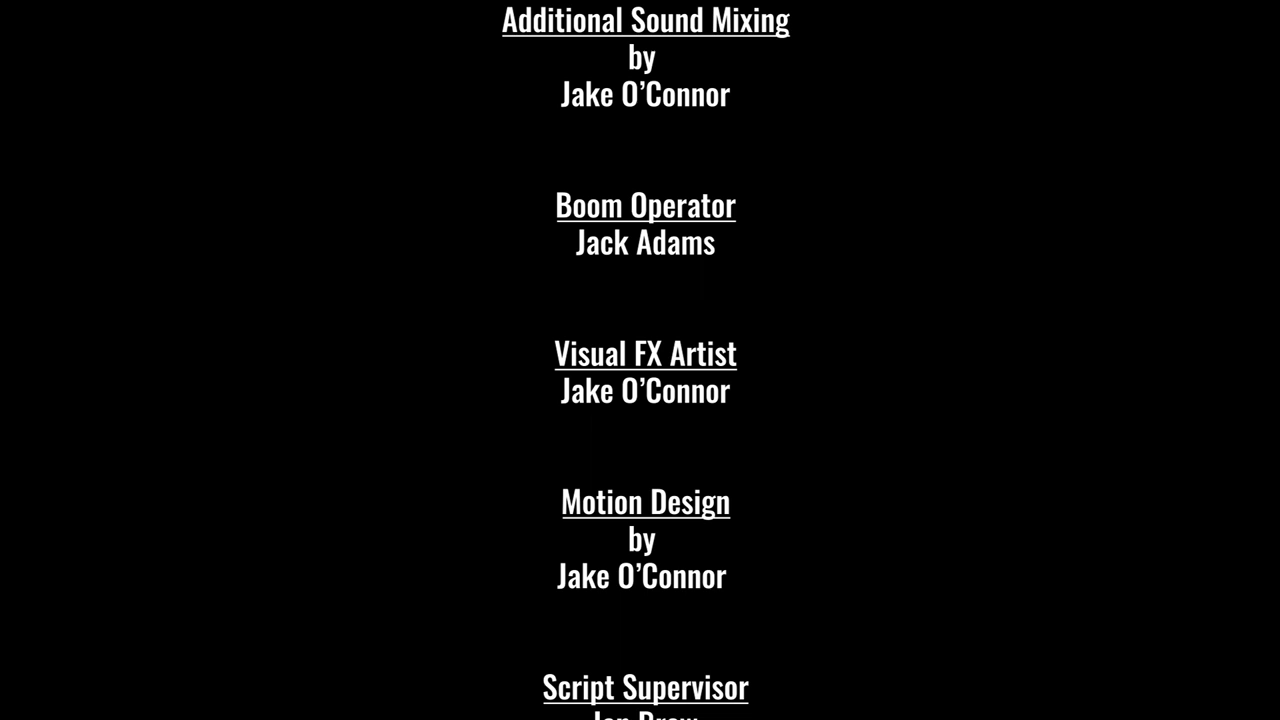 Additional Sound Mixing
by
Jake O’Connor
Boom Operator
Jack Adams
Visual FX Artist
Jake O’Connor
Motion Design
by
Jake O’Connor
Script Supervisor